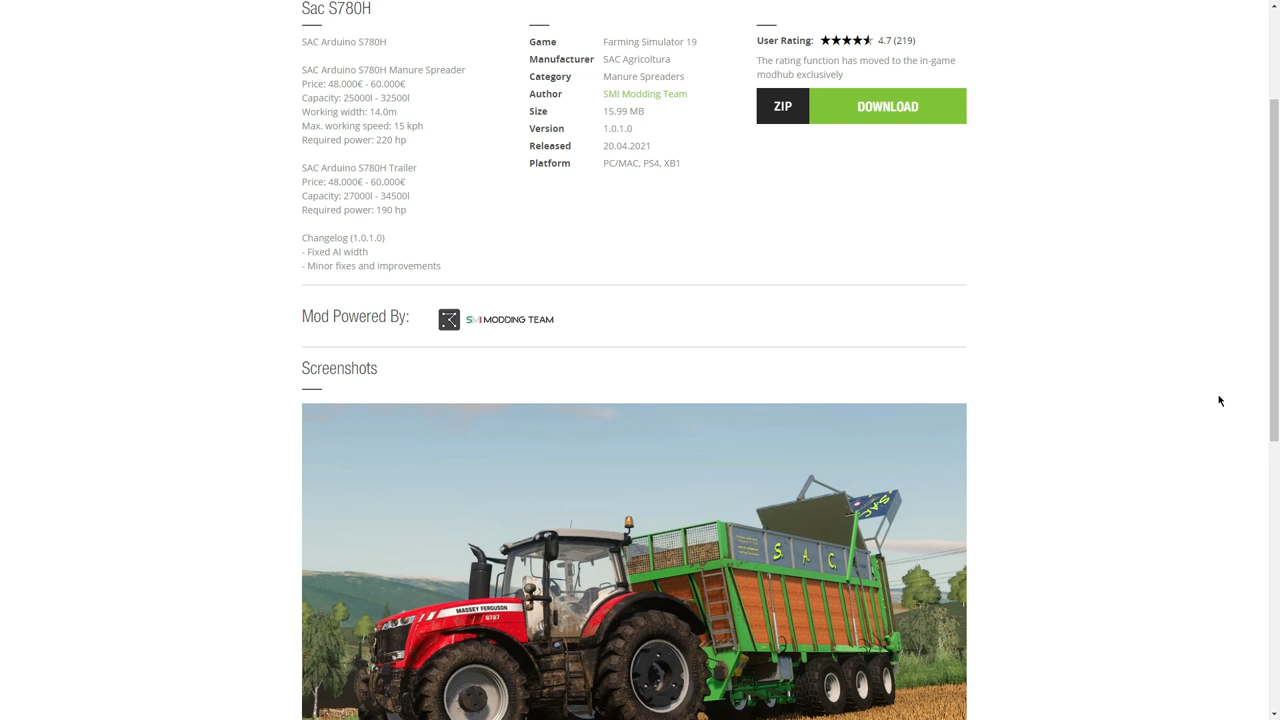 Sac S780H
SAC Arduino S780H
SAC Arduino S780H Manure Spreader
Price: 48.000€ - 60.000€
Capacity: 25000l - 32500l
Working width: 14.0m
Max. working speed: 15 kph
Required power: 220 hp
SAC Arduino S780H Trailer
Price: 48.000€ - 60.000€
Capacity: 27000l - 34500l
Required power: 190 hp
Changelog (1.0.1.0)
- Fixed AI width
- Minor fixes and improvements
Game Farming Simulator 19
Manufacturer SAC Agricoltura
Category Manure Spreaders
Author SMI Modding Team
Size 15.99 MB
Version 1.0.1.0
Released 20.04.2021
Platform PC/MAC, PS4, XB1
User Rating: 4.7 (219)
The rating function has moved to the in-game
modhub exclusively
ZIP DOWNLOAD
Mod Powered By:
SMI MODDING TEAM
Screenshots
SAC
S. A C.
MASSEY FERGUSON